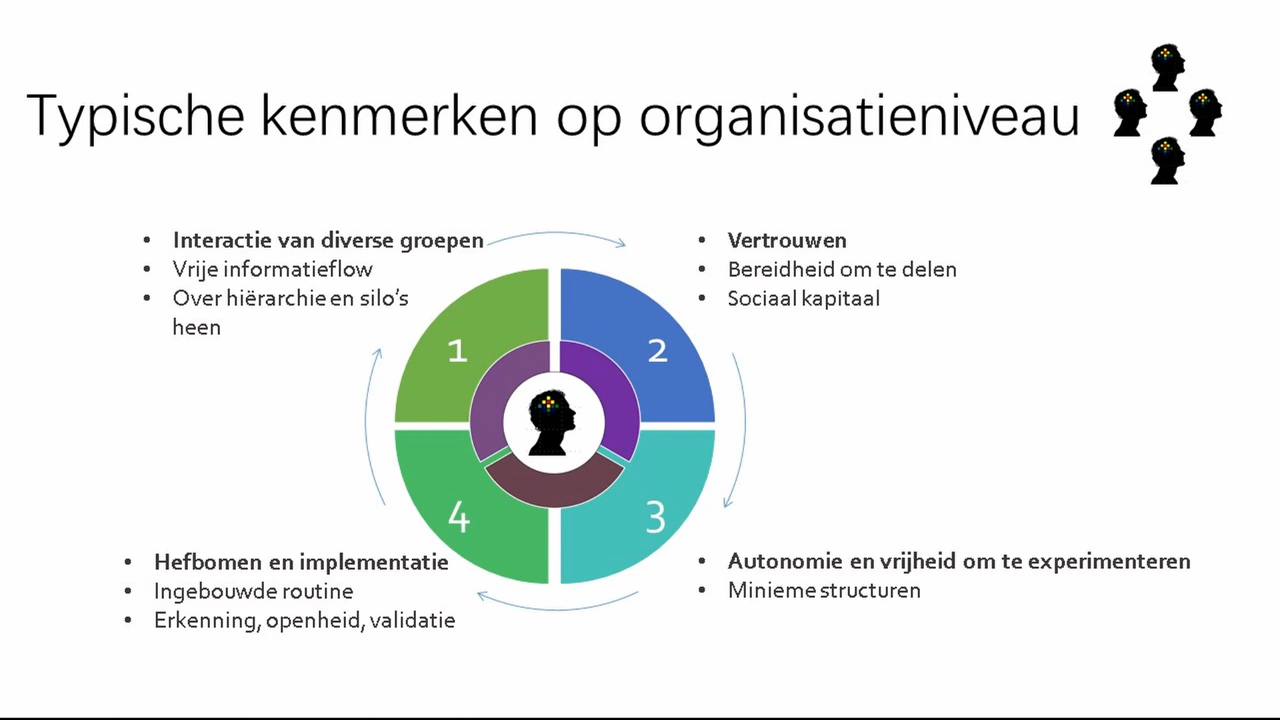 Typische kenmerken op organisatieniveau
• Interactie van diverse groepen
• Vrije informatieflow
• Over hiërarchie en silo’s
heen
• Vertrouwen
• Bereidheid om te delen
• Sociaal kapitaal
1
2
4
3
• Hefbomen en implementatie
• Ingebouwde routine
• Erkenning, openheid, validatie
• Autonomie en vrijheid om te experimenteren
• Minieme structuren